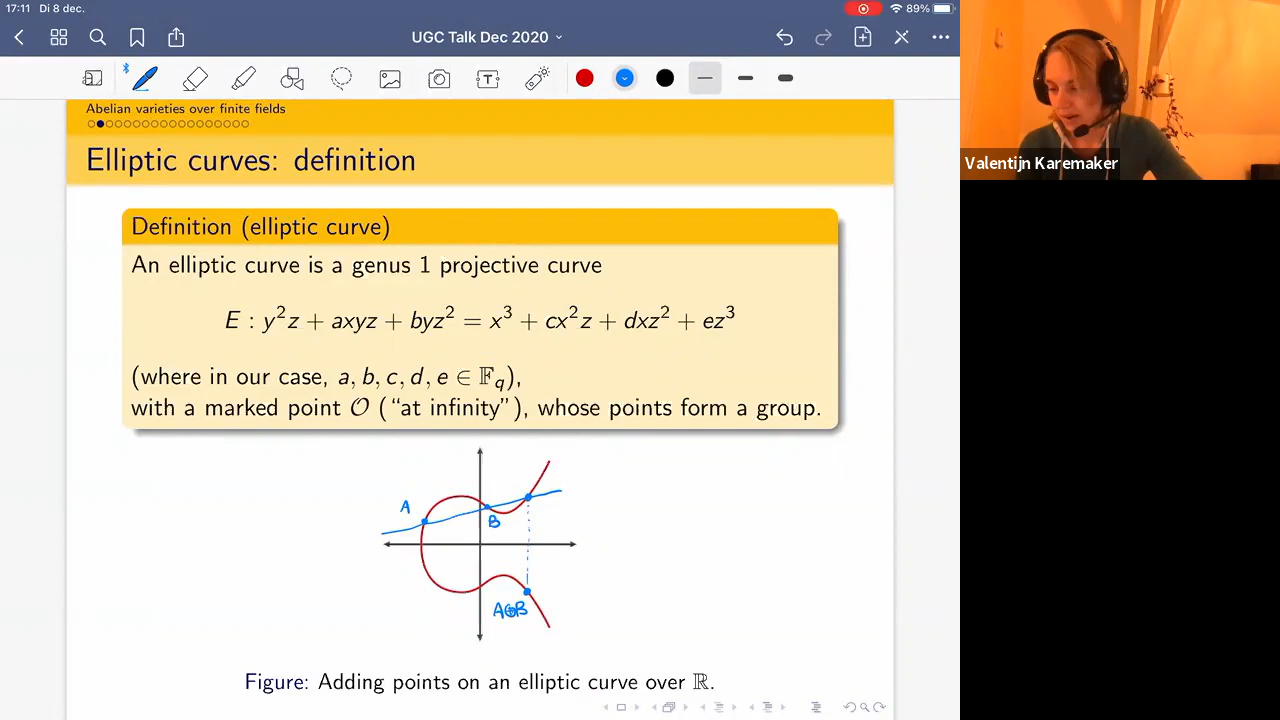 17:11 Di 8 dec.
89%
UGC Talk Dec 2020
Abelian varieties over finite fields
Elliptic curves: definition
Definition (elliptic curve)
An elliptic curve is a genus 1 projective curve
E : y²z + axyz + byz² = x³ + cx²z + dxz² + ez³
(where in our case, a, b, c, d, e ∈ 𝔽q),
with a marked point 𝒪 (“at infinity”), whose points form a group.
A
B
A⊕B
Figure: Adding points on an elliptic curve over ℝ.
Valentijn Karemaker